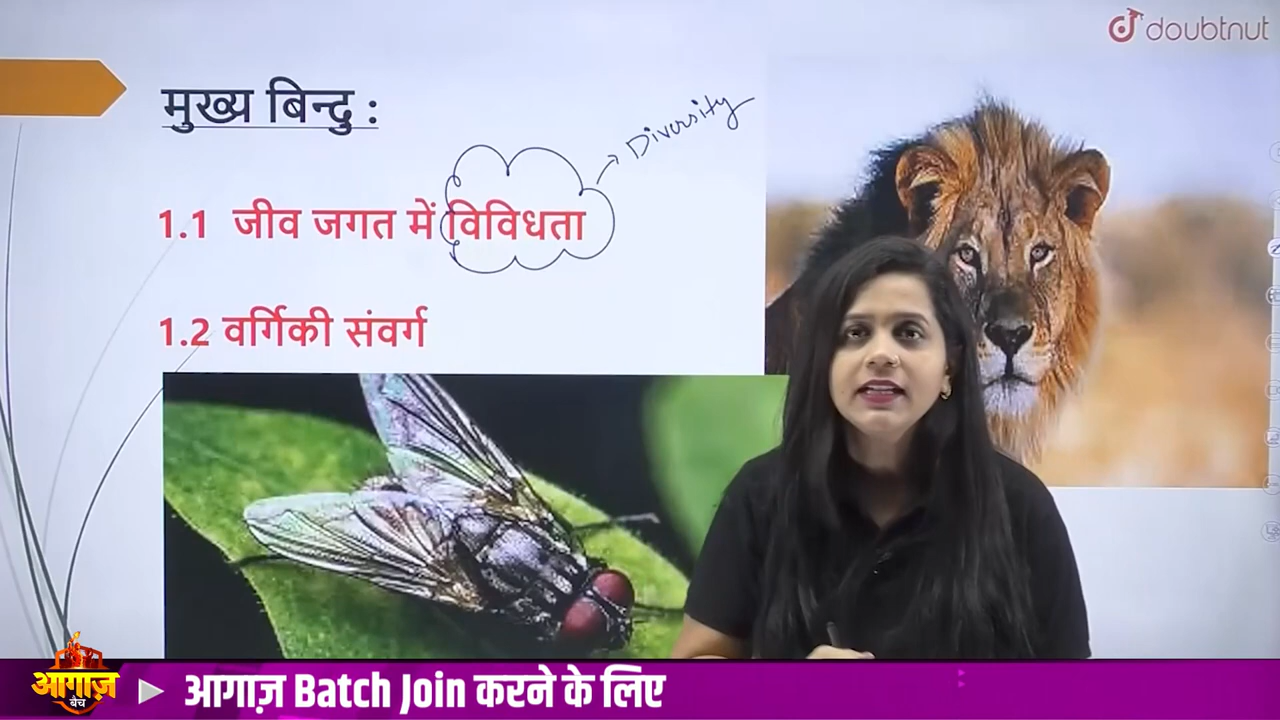 doubtnut
मुख्य बिन्दु :
Diversity
1.1 जीव जगत में विविधता
1.2 वर्गिकी संवर्ग
आगाज़
बैच
आगाज़ Batch Join करने के लिए